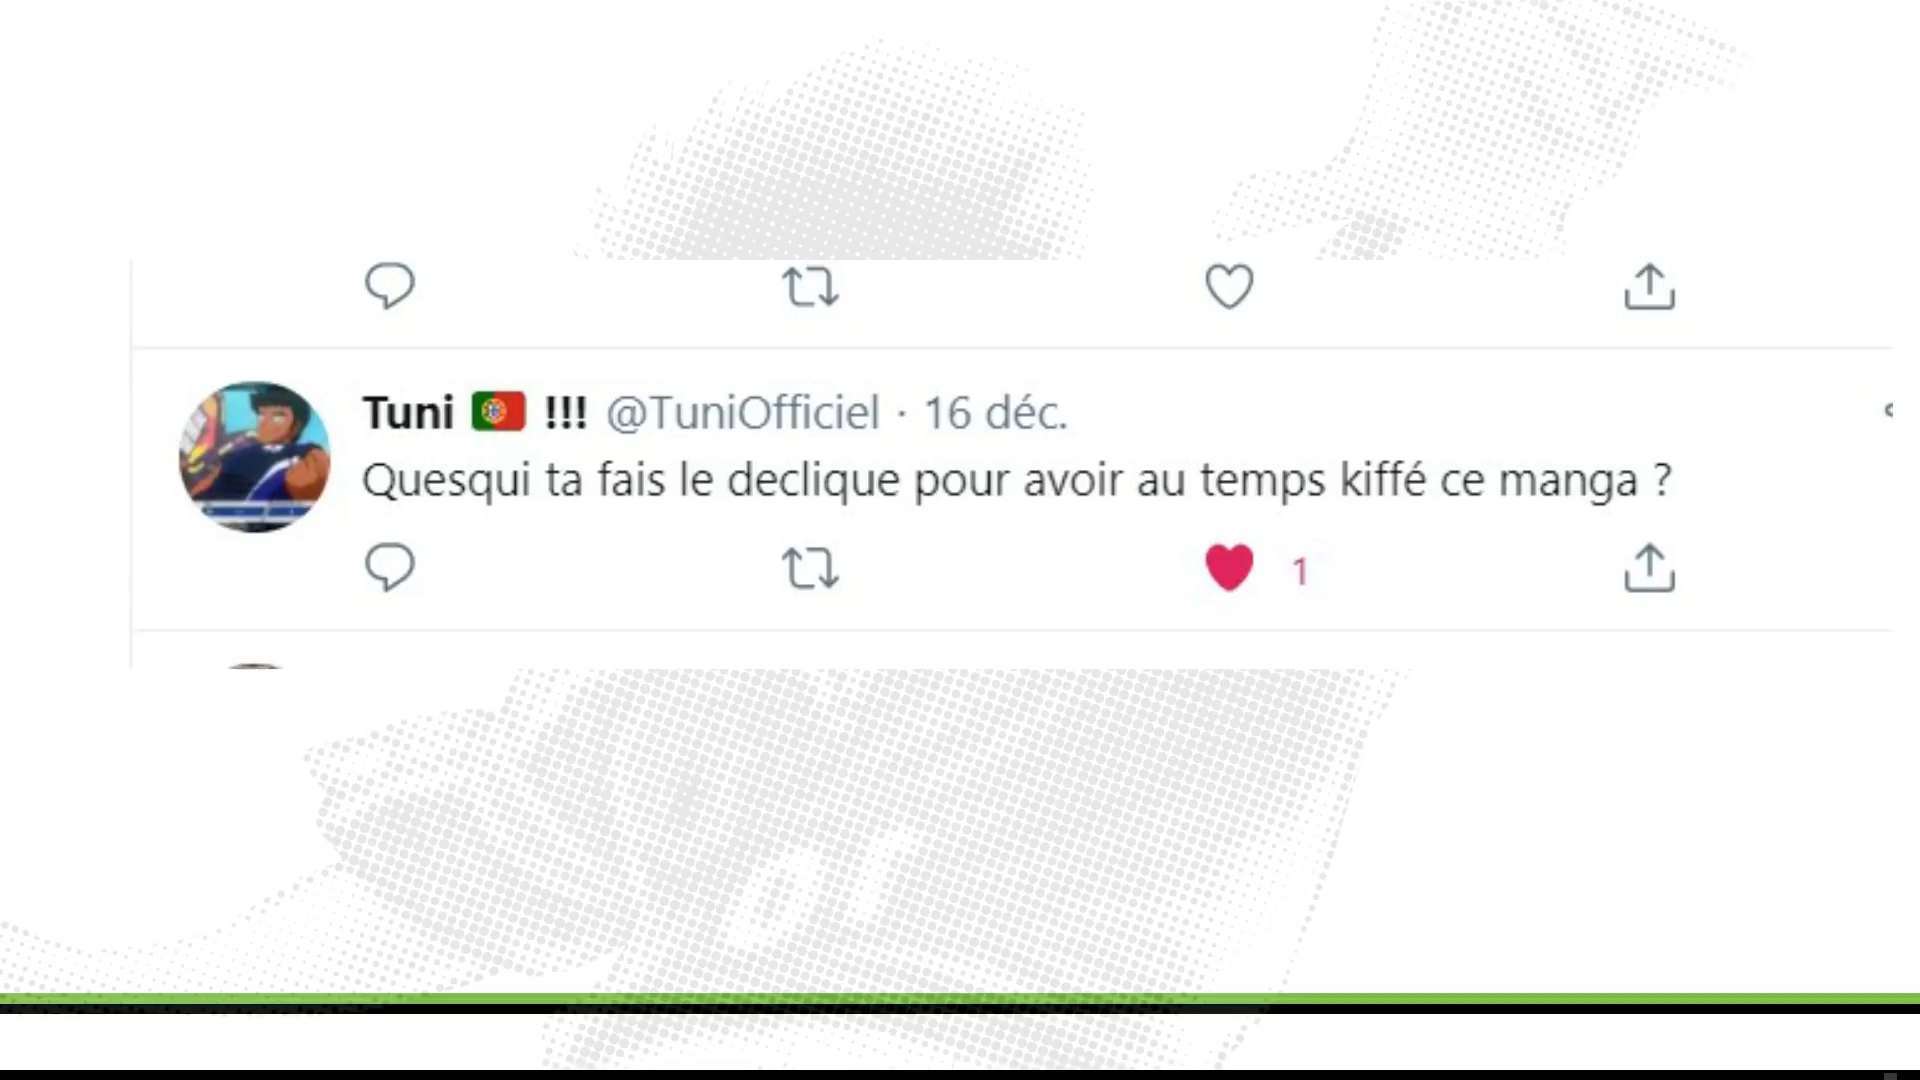 Tuni 🇵🇹 !!! @TuniOfficiel · 16 déc.
Quesqui ta fais le declique pour avoir au temps kiffé ce manga ?
1